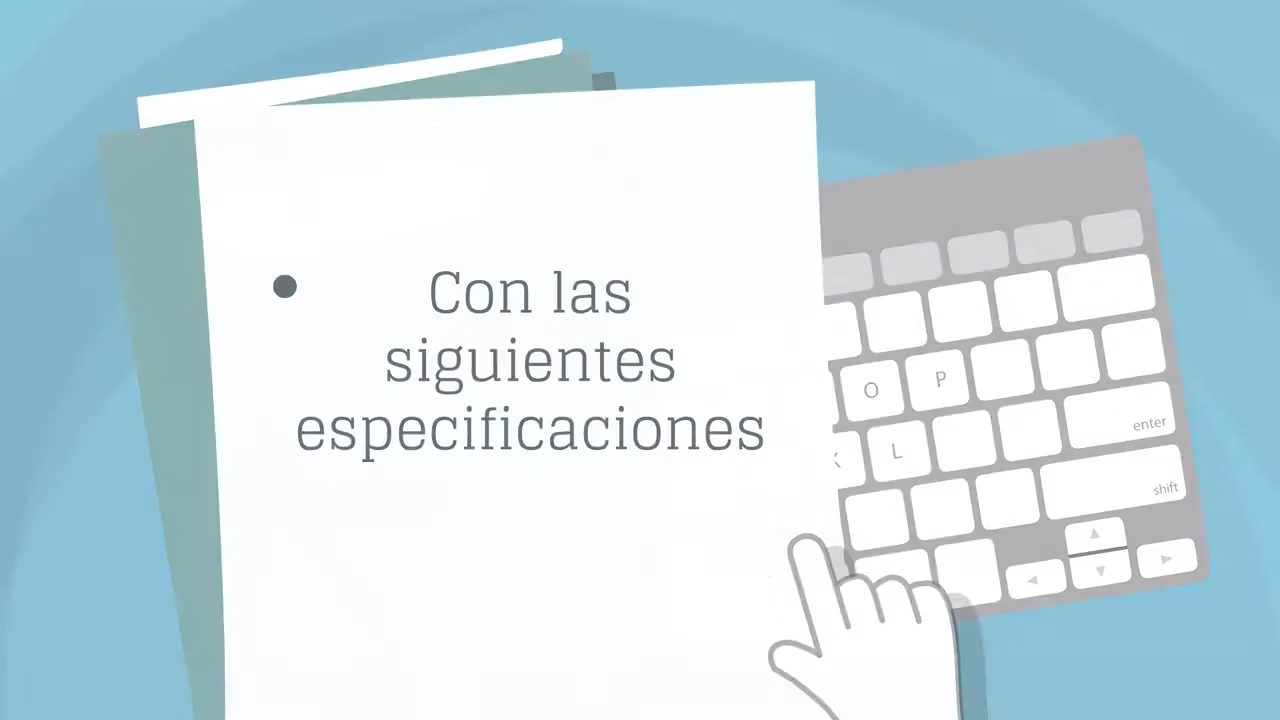 Con las
siguientes
especificaciones
O
P
L
enter
shift